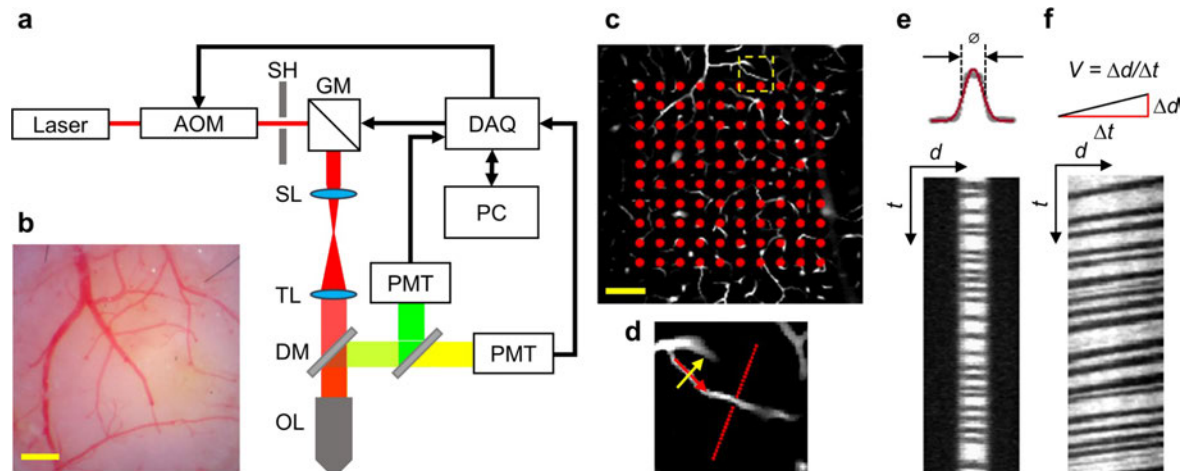 a
Laser
AOM
SH
GM
DAQ
PC
SL
TL
PMT
DM
PMT
OL
b
c
d
e
⌀
d
t
f
V = Δd/Δt
Δd
Δt
d
t